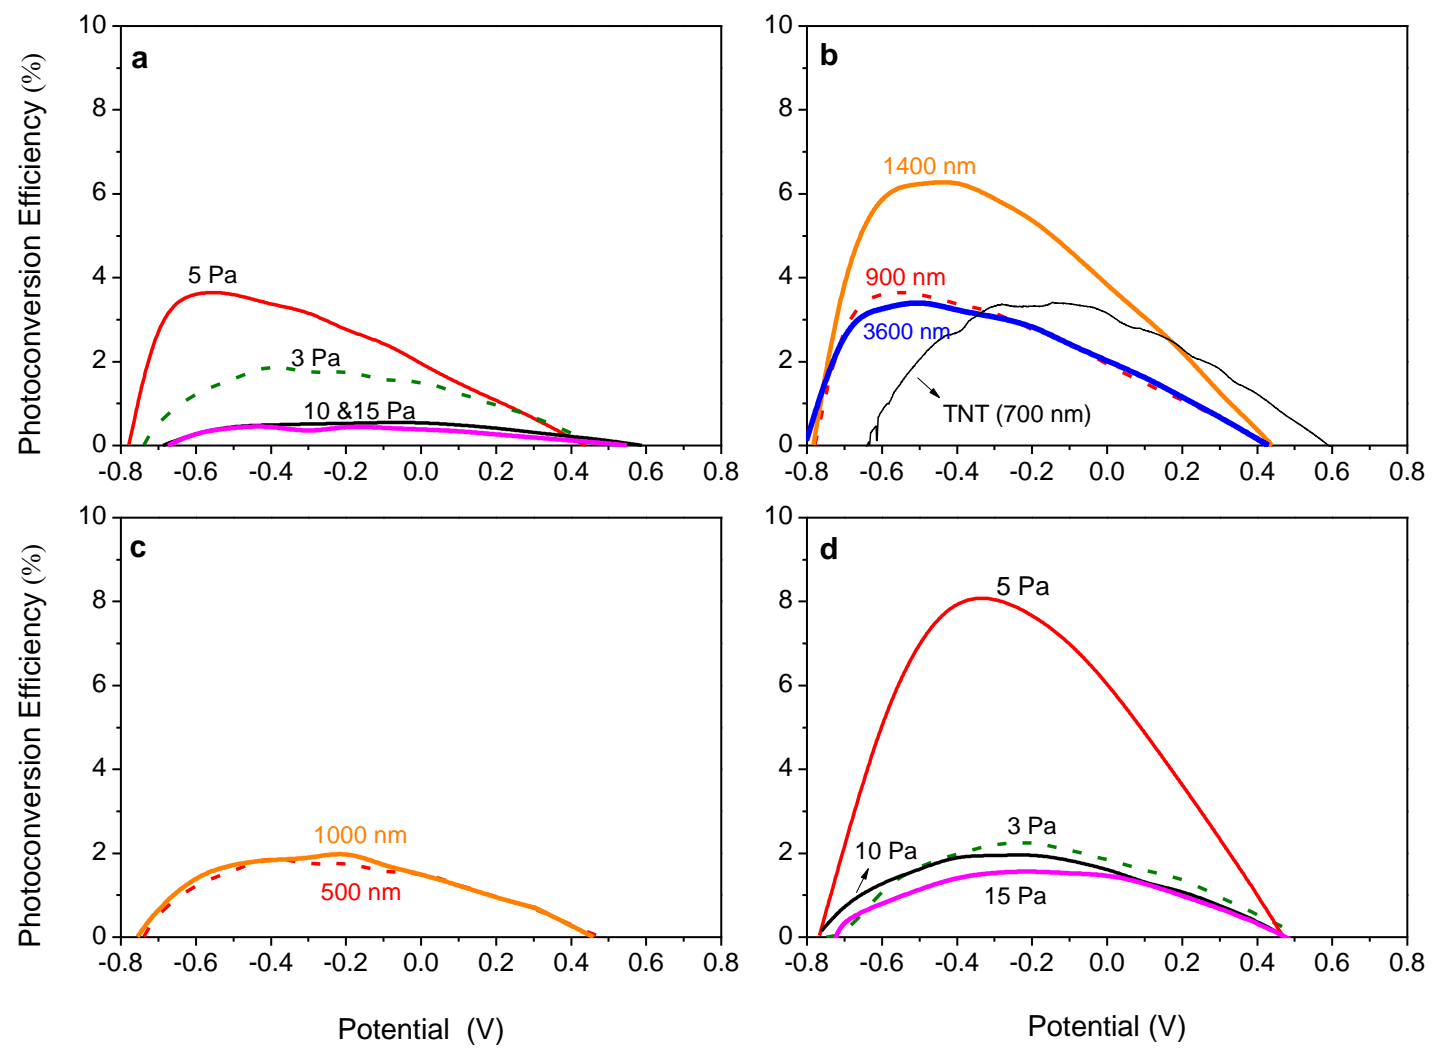 Photoconversion Efficiency (%)
a
10
8
6
4
2
0
5 Pa
3 Pa
10 &15 Pa
-0.8 -0.6 -0.4 -0.2 0.0 0.2 0.4 0.6 0.8
b
10
8
6
4
2
0
1400 nm
900 nm
3600 nm
TNT (700 nm)
-0.8 -0.6 -0.4 -0.2 0.0 0.2 0.4 0.6 0.8
Photoconversion Efficiency (%)
c
10
8
6
4
2
0
1000 nm
500 nm
-0.8 -0.6 -0.4 -0.2 0.0 0.2 0.4 0.6 0.8
Potential (V)
d
10
8
6
4
2
0
5 Pa
3 Pa
10 Pa
15 Pa
-0.8 -0.6 -0.4 -0.2 0.0 0.2 0.4 0.6 0.8
Potential (V)